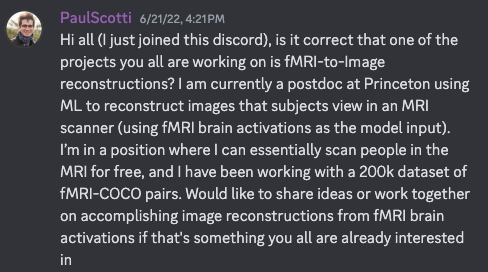 PaulScotti 6/21/22, 4:21PM
Hi all (I just joined this discord), is it correct that one of the
projects you all are working on is fMRI-to-Image
reconstructions? I am currently a postdoc at Princeton using
ML to reconstruct images that subjects view in an MRI
scanner (using fMRI brain activations as the model input).
I'm in a position where I can essentially scan people in the
MRI for free, and I have been working with a 200k dataset of
fMRI-COCO pairs. Would like to share ideas or work together
on accomplishing image reconstructions from fMRI brain
activations if that's something you all are already interested
in